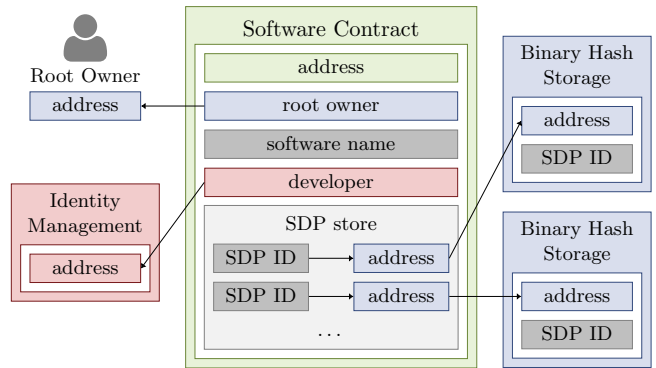 Root Owner
address
Identity
Management
address
Software Contract
address
root owner
software name
developer
SDP store
SDP ID
address
SDP ID
address
...
Binary Hash
Storage
address
SDP ID
Binary Hash
Storage
address
SDP ID